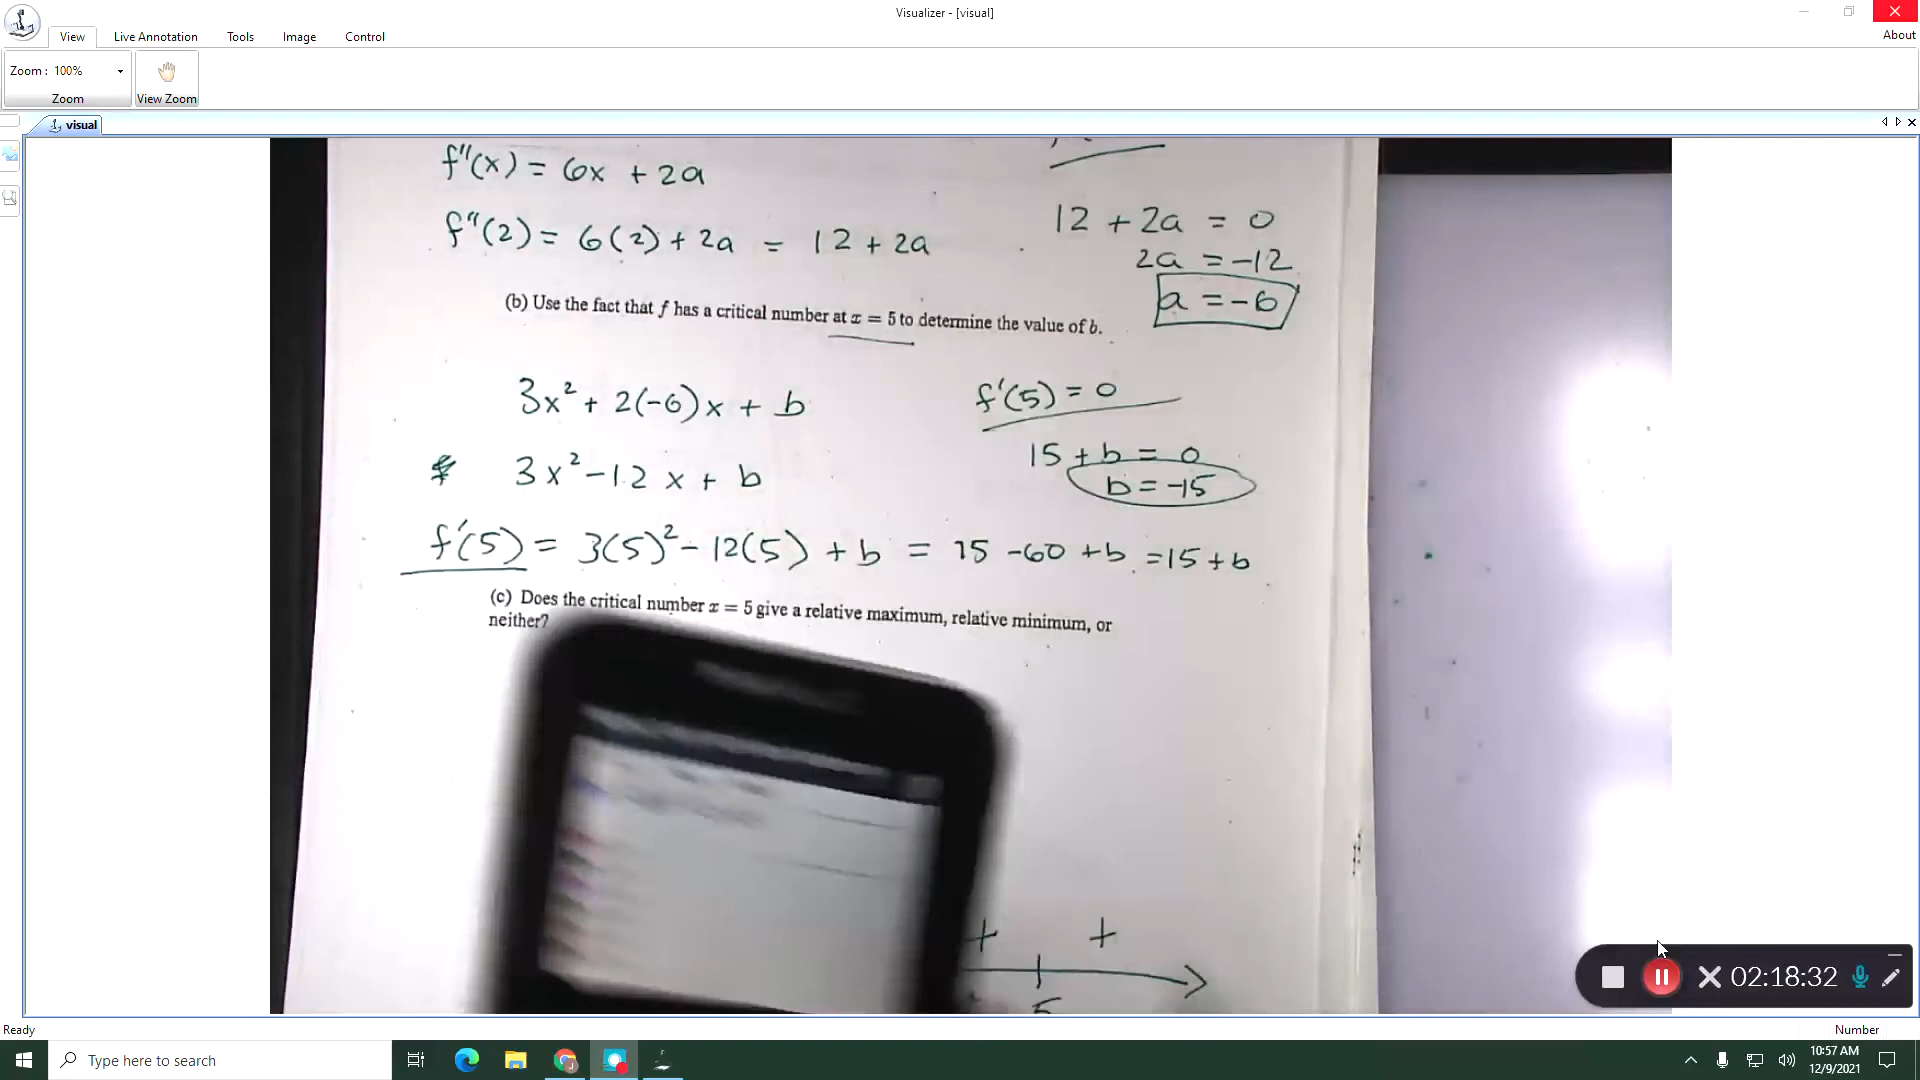 Visualizer - [visual]
View Live Annotation Tools Image Control About
Zoom : 100%
Zoom View Zoom
visual
f''(x) = 6x + 2a
f''(2) = 6(2) + 2a = 12 + 2a
12 + 2a = 0
2a = -12
a = -6
(b) Use the fact that f has a critical number at x = 5 to determine the value of b.
3x² + 2(-6)x + b
f'(5) = 0
15 + b = 0
b = -15
3x² - 12x + b
f'(5) = 3(5)² - 12(5) + b = 75 - 60 + b = 15 + b
(c) Does the critical number x = 5 give a relative maximum, relative minimum, or
neither?
+ +
5
02:18:32
Ready Number
Type here to search
10:57 AM
12/9/2021